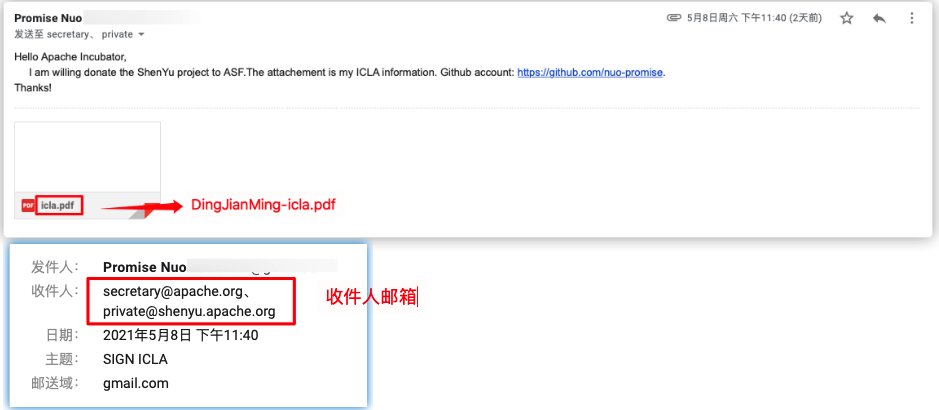 Promise Nuo
5月8日周六 下午11:40 (2天前)
发送至 secretary、 private
Hello Apache Incubator,
I am willing donate the ShenYu project to ASF.The attachement is my ICLA information. Github account: https://github.com/nuo-promise.
Thanks!
PDF icla.pdf
DingJianMing-icla.pdf
发件人： Promise Nuo
收件人： secretary@apache.org、
private@shenyu.apache.org
收件人邮箱
日期： 2021年5月8日 下午11:40
主题： SIGN ICLA
邮送域： gmail.com